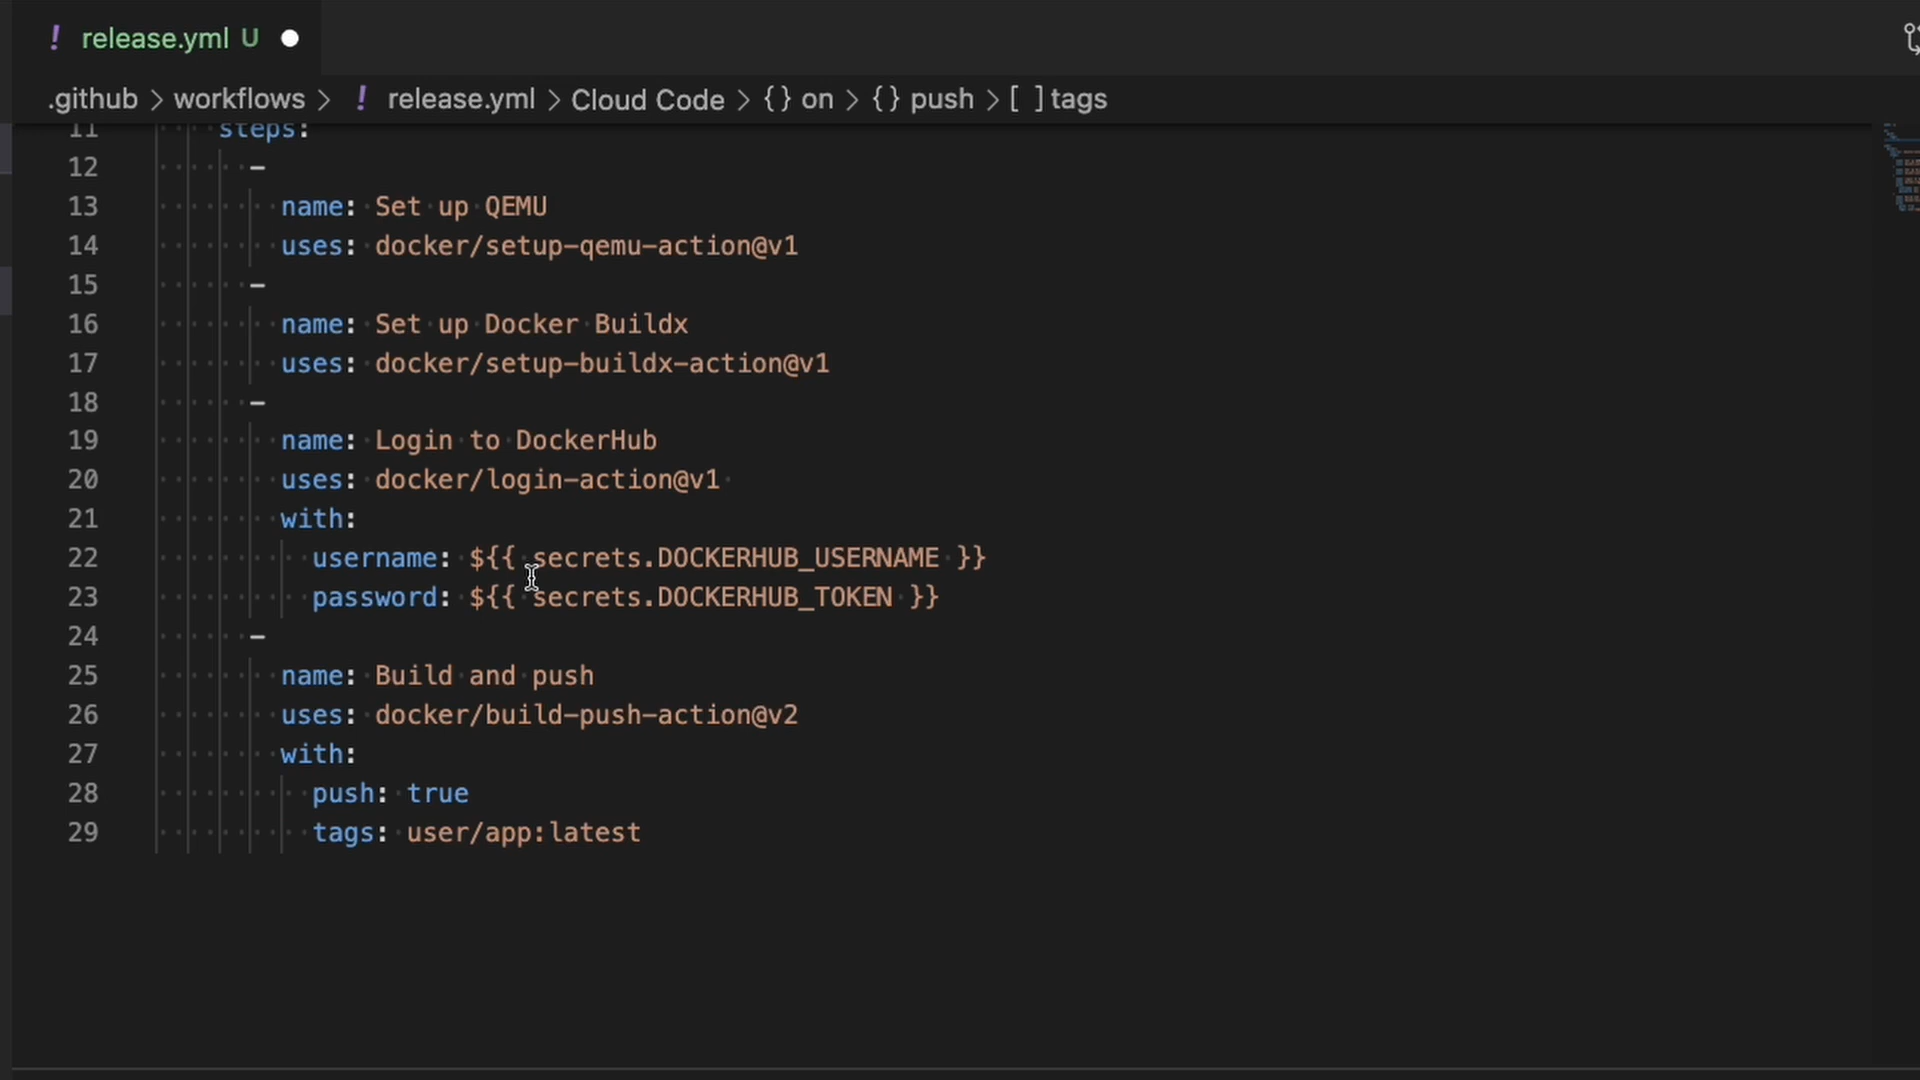 ! release.yml U
.github > workflows > ! release.yml > Cloud Code > {} on > {} push > [ ] tags
11 steps:
12 -
13 name: Set up QEMU
14 uses: docker/setup-qemu-action@v1
15 -
16 name: Set up Docker Buildx
17 uses: docker/setup-buildx-action@v1
18 -
19 name: Login to DockerHub
20 uses: docker/login-action@v1
21 with:
22 username: ${{ secrets.DOCKERHUB_USERNAME }}
23 password: ${{ secrets.DOCKERHUB_TOKEN }}
24 -
25 name: Build and push
26 uses: docker/build-push-action@v2
27 with:
28 push: true
29 tags: user/app:latest